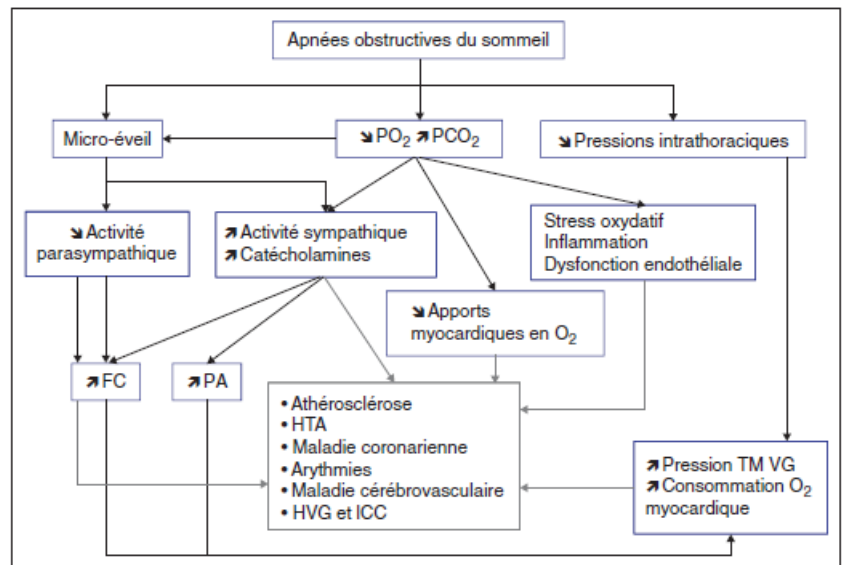 Apnées obstructives du sommeil
Micro-éveil
↘ PO₂ ↗ PCO₂
↘ Pressions intrathoraciques
↘ Activité
parasympathique
↗ Activité sympathique
↗ Catécholamines
Stress oxydatif
Inflammation
Dysfonction endothéliale
↘ Apports
myocardiques en O₂
↗ FC
↗ PA
• Athérosclérose
• HTA
• Maladie coronarienne
• Arythmies
• Maladie cérébrovasculaire
• HVG et ICC
↗ Pression TM VG
↗ Consommation O₂
myocardique